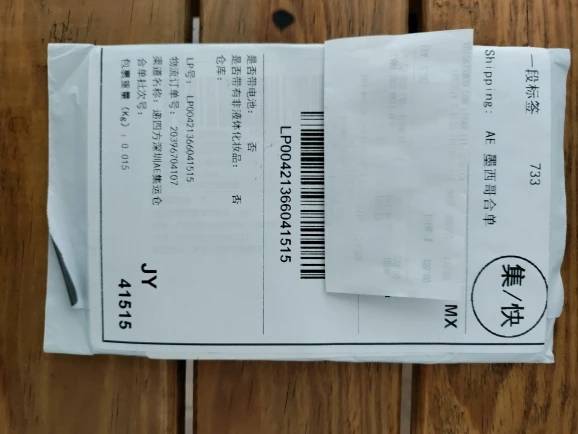 一段标签 733
Shipping: AE 墨西哥合单
集/快
MX
LP00421366041515
是否带电池: 否
是否带有非液体化妆品: 否
仓库:
LP号: LP00421366041515
物流订单号: 20396704107
渠道名称: 递四方深圳AE集运仓
合单批次号:
包裹重量(Kg): 0.015
JY
41515